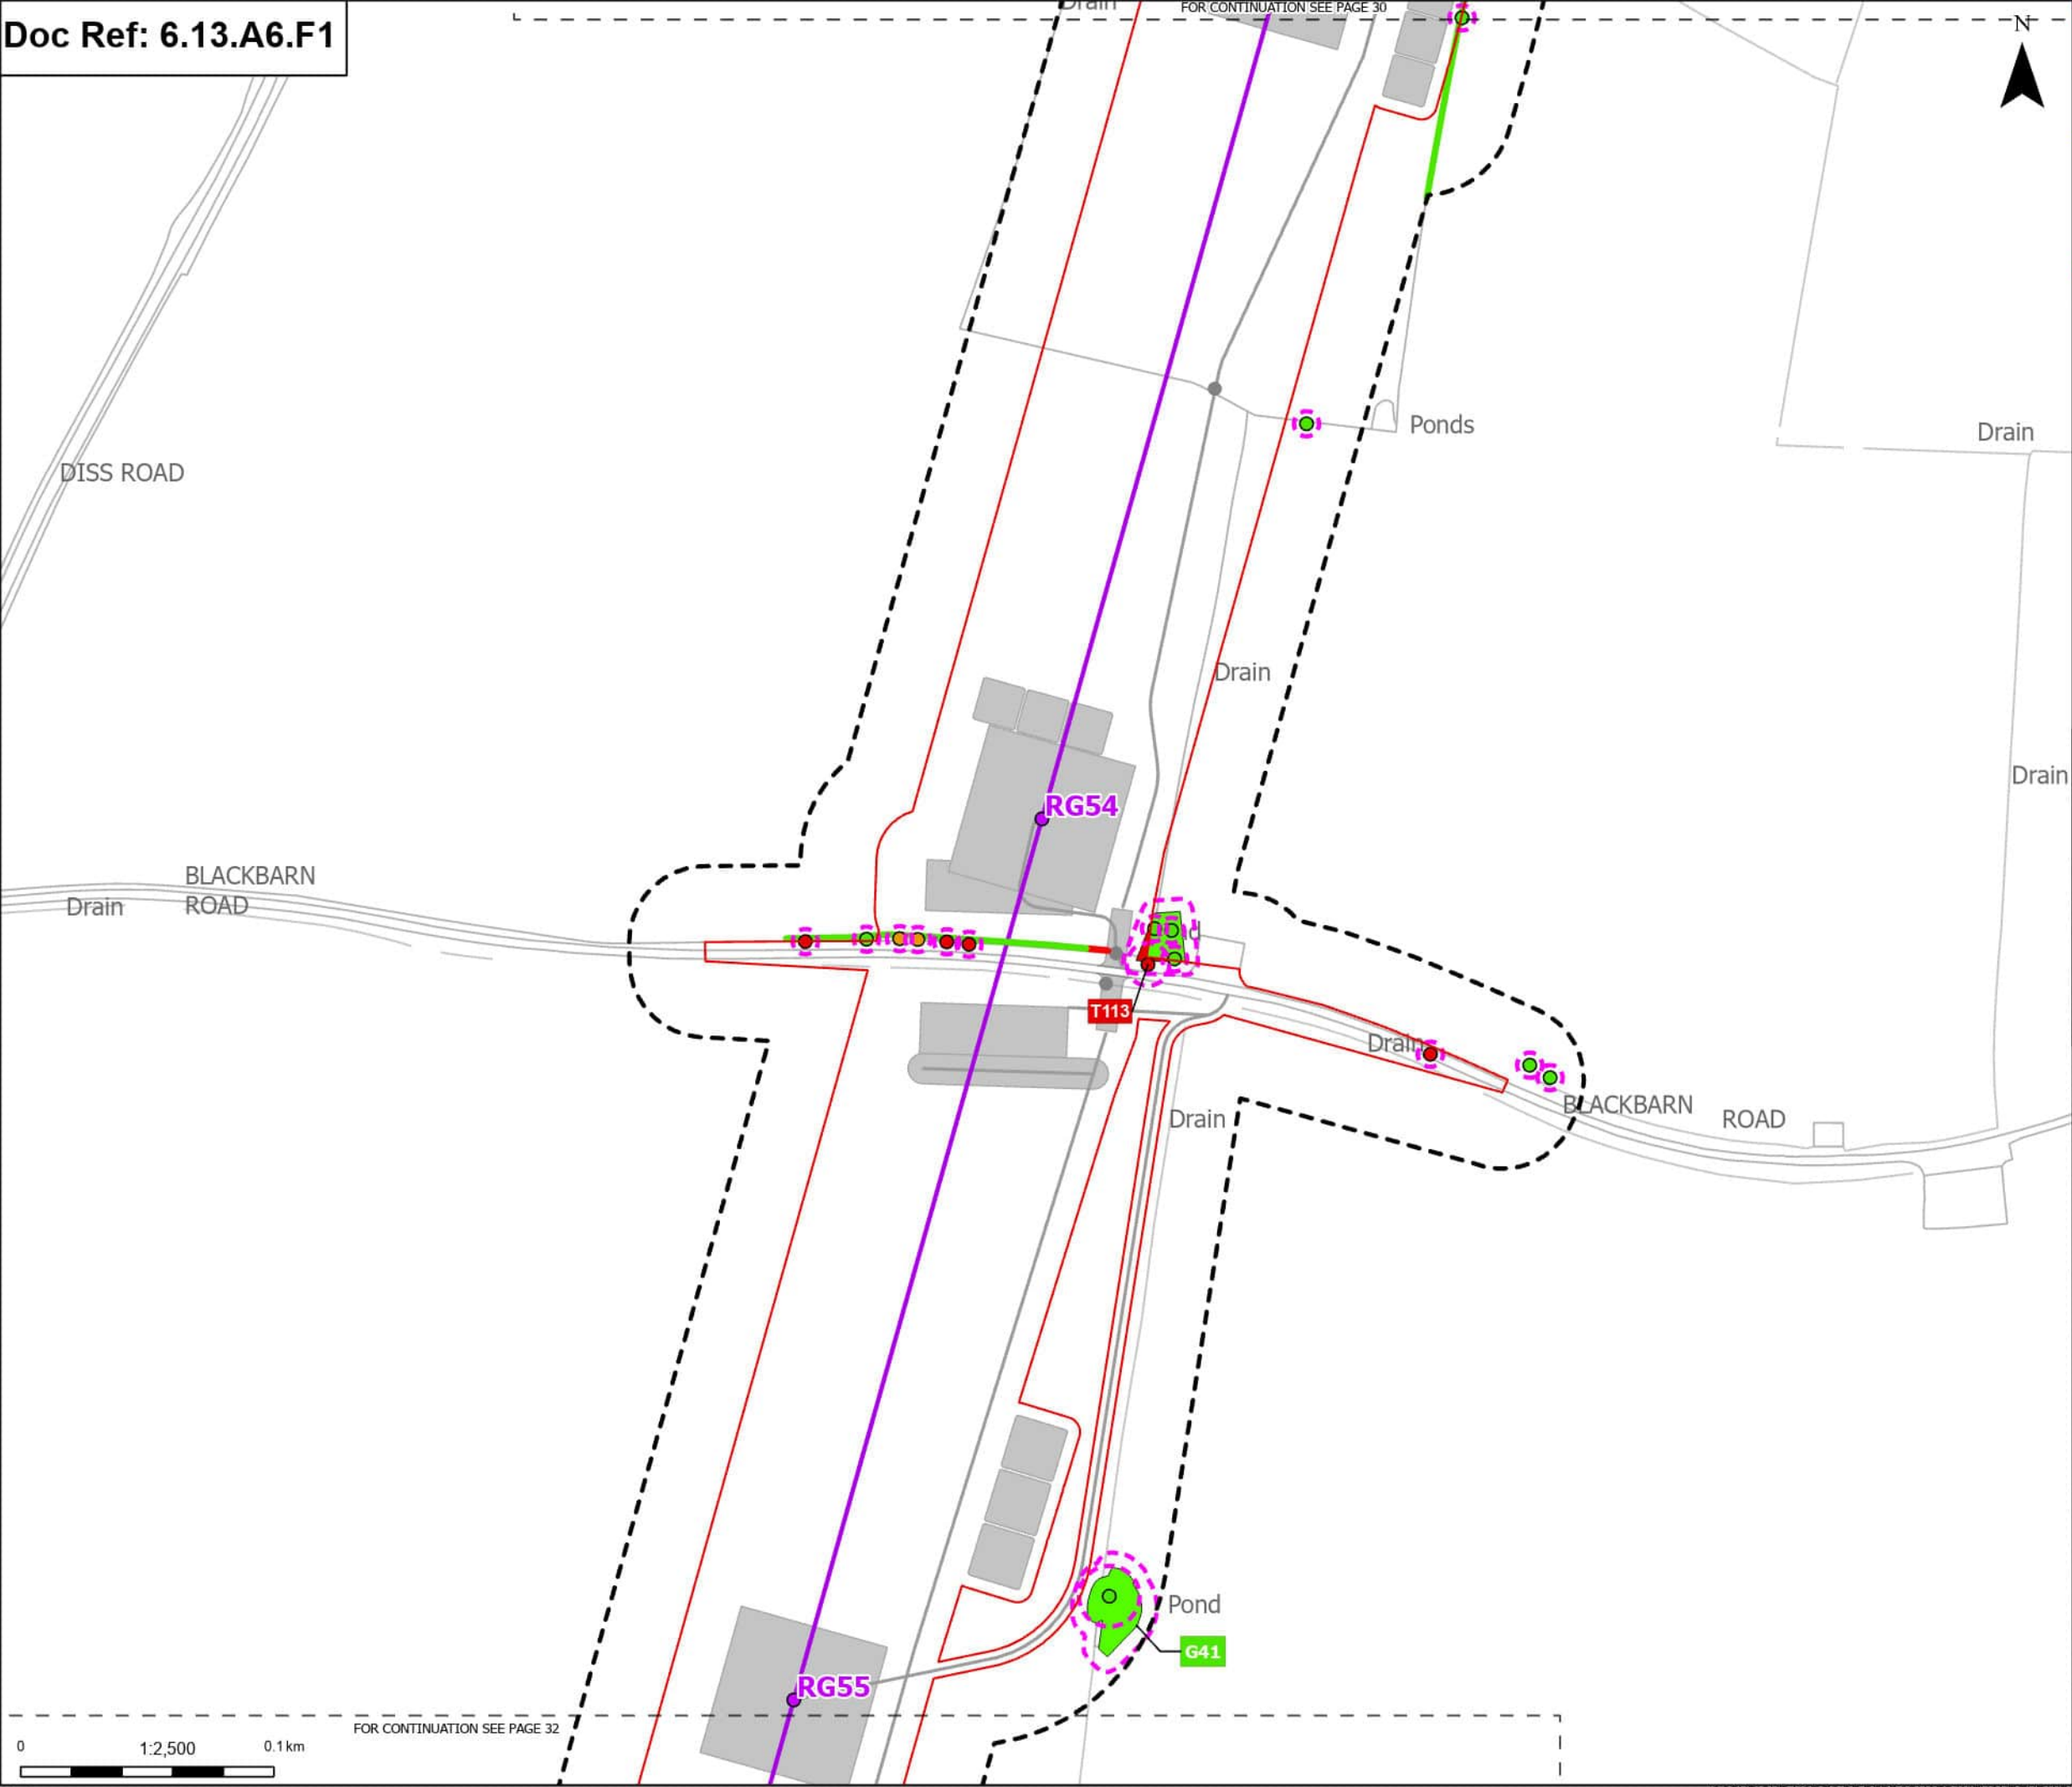 Drain
FOR CONTINUATION SEE PAGE 30
Doc Ref: 6.13.A6.F1
N
Ponds
Drain
DISS ROAD
Drain
Drain
RG54
BLACKBARN
ROAD
Drain
T113
Drain
BLACKBARN ROAD
Drain
Pond
G41
RG55
FOR CONTINUATION SEE PAGE 32
0 1:2,500 0.1 km